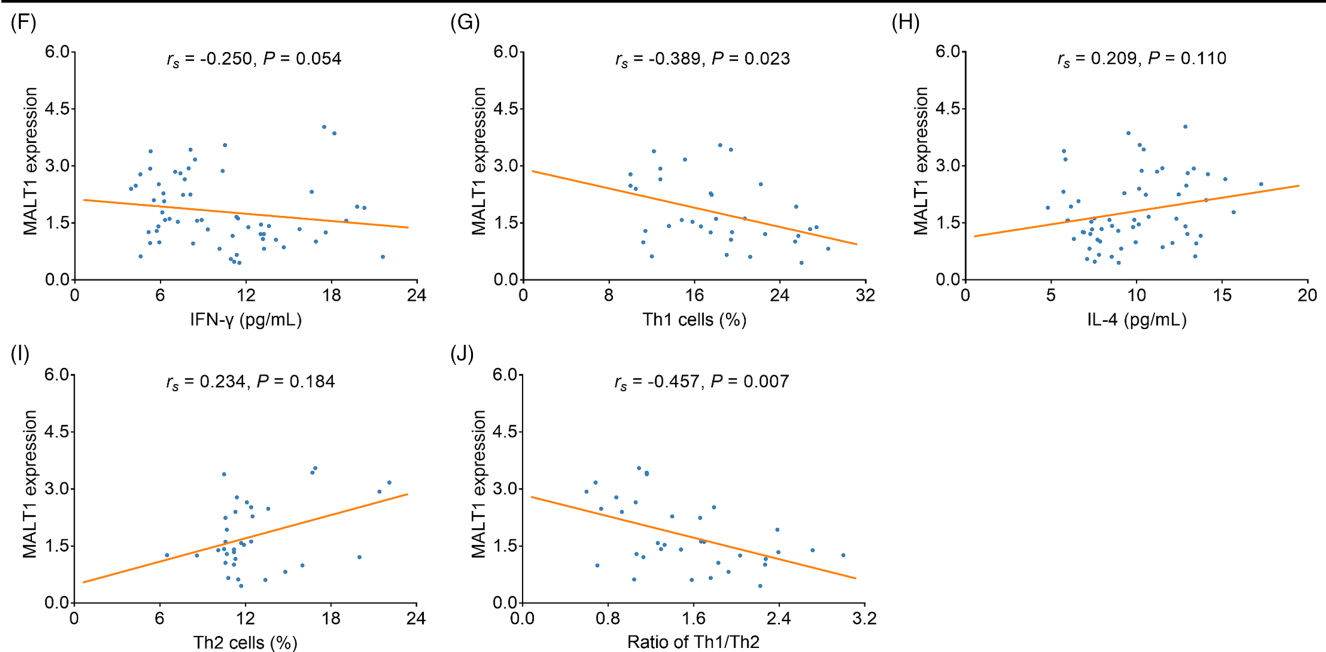 (F)
rs = -0.250, P = 0.054
MALT1 expression
6.0
4.5
3.0
1.5
0.0
0 6 12 18 24
IFN-γ (pg/mL)
(G)
rs = -0.389, P = 0.023
MALT1 expression
6.0
4.5
3.0
1.5
0.0
0 8 16 24 32
Th1 cells (%)
(H)
rs = 0.209, P = 0.110
MALT1 expression
6.0
4.5
3.0
1.5
0.0
0 5 10 15 20
IL-4 (pg/mL)
(I)
rs = 0.234, P = 0.184
MALT1 expression
6.0
4.5
3.0
1.5
0.0
0 6 12 18 24
Th2 cells (%)
(J)
rs = -0.457, P = 0.007
MALT1 expression
6.0
4.5
3.0
1.5
0.0
0.0 0.8 1.6 2.4 3.2
Ratio of Th1/Th2